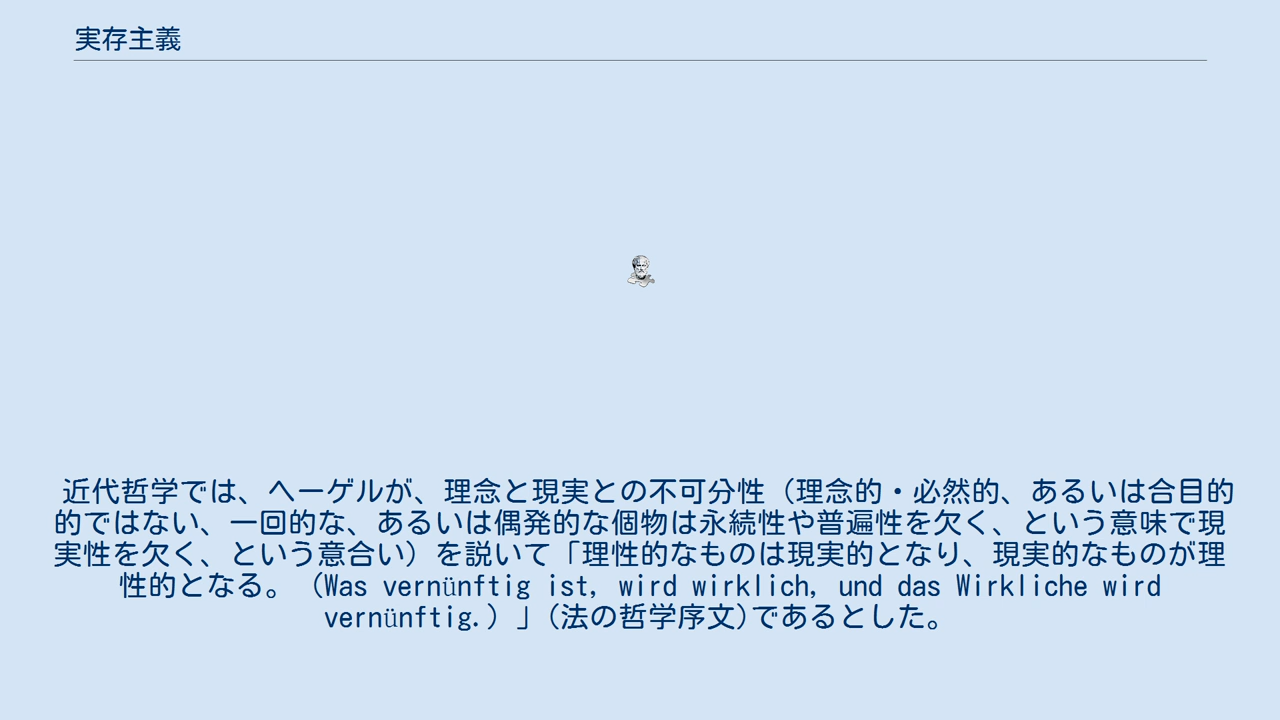 実存主義
近代哲学では、ヘーゲルが、理念と現実との不可分性（理念的・必然的、あるいは合目的
的ではない、一回的な、あるいは偶発的な個物は永続性や普遍性を欠く、という意味で現
実性を欠く、という意合い）を説いて「理性的なものは現実的となり、現実的なものが理
性的となる。（Was vernünftig ist, wird wirklich, und das Wirkliche wird
vernünftig.）」(法の哲学序文)であるとした。